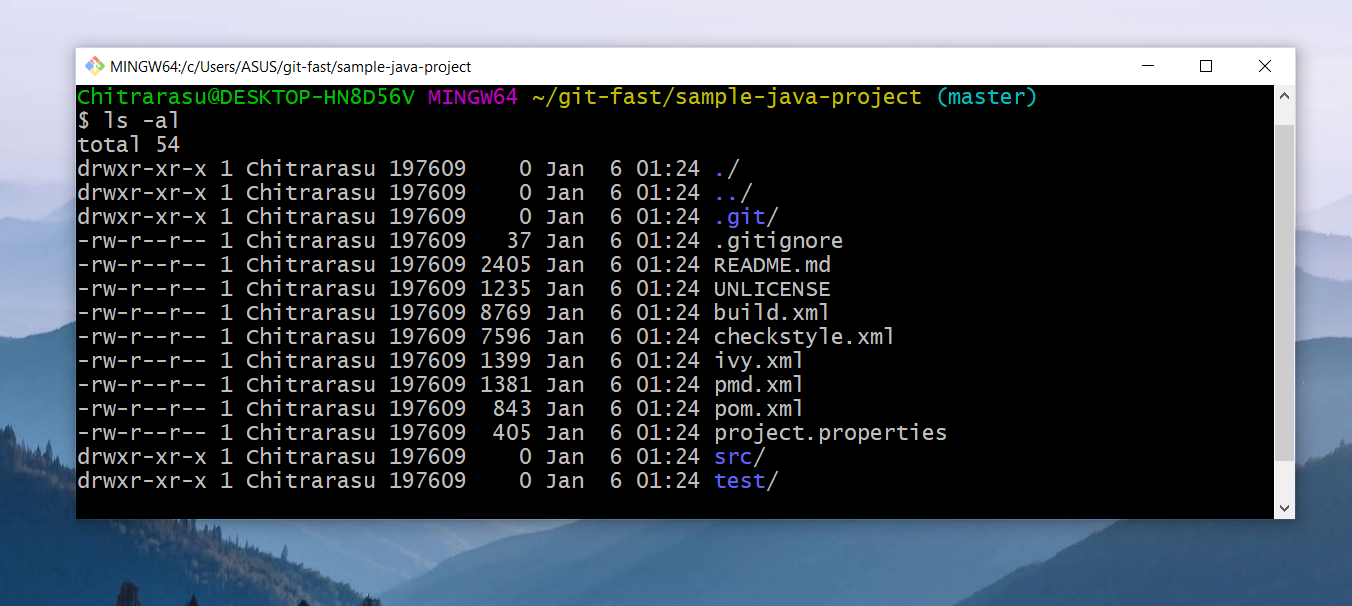 MINGW64:/c/Users/ASUS/git-fast/sample-java-project
Chitrarasu@DESKTOP-HN8D56V MINGW64 ~/git-fast/sample-java-project (master)
$ ls -al
total 54
drwxr-xr-x 1 Chitrarasu 197609    0 Jan  6 01:24 ./
drwxr-xr-x 1 Chitrarasu 197609    0 Jan  6 01:24 ../
drwxr-xr-x 1 Chitrarasu 197609    0 Jan  6 01:24 .git/
-rw-r--r-- 1 Chitrarasu 197609   37 Jan  6 01:24 .gitignore
-rw-r--r-- 1 Chitrarasu 197609 2405 Jan  6 01:24 README.md
-rw-r--r-- 1 Chitrarasu 197609 1235 Jan  6 01:24 UNLICENSE
-rw-r--r-- 1 Chitrarasu 197609 8769 Jan  6 01:24 build.xml
-rw-r--r-- 1 Chitrarasu 197609 7596 Jan  6 01:24 checkstyle.xml
-rw-r--r-- 1 Chitrarasu 197609 1399 Jan  6 01:24 ivy.xml
-rw-r--r-- 1 Chitrarasu 197609 1381 Jan  6 01:24 pmd.xml
-rw-r--r-- 1 Chitrarasu 197609  843 Jan  6 01:24 pom.xml
-rw-r--r-- 1 Chitrarasu 197609  405 Jan  6 01:24 project.properties
drwxr-xr-x 1 Chitrarasu 197609    0 Jan  6 01:24 src/
drwxr-xr-x 1 Chitrarasu 197609    0 Jan  6 01:24 test/